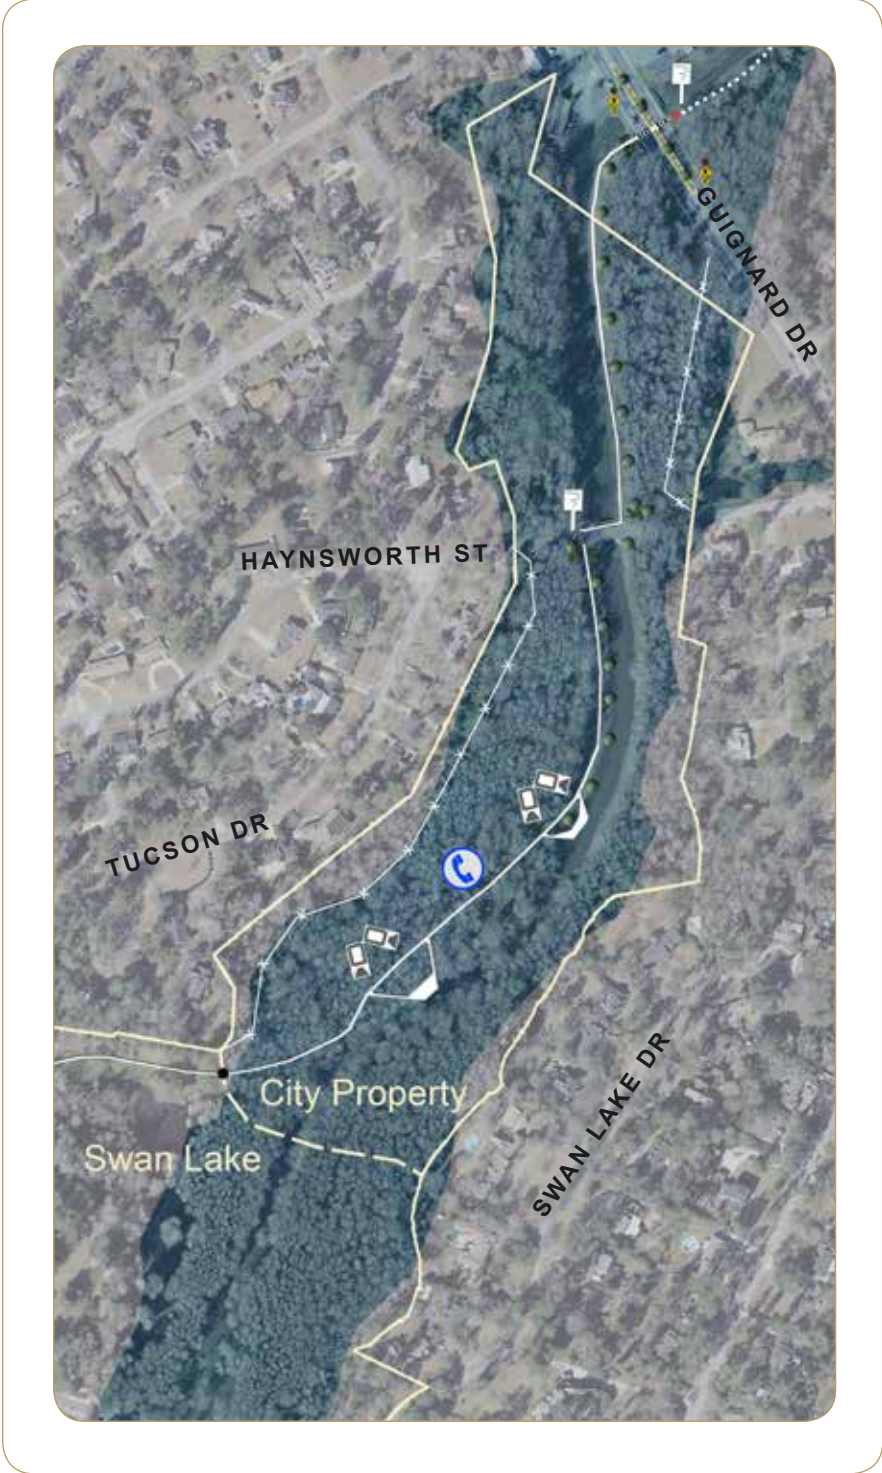 GUIGNARD DR
HAYNSWORTH ST
TUCSON DR
SWAN LAKE DR
City Property
Swan Lake